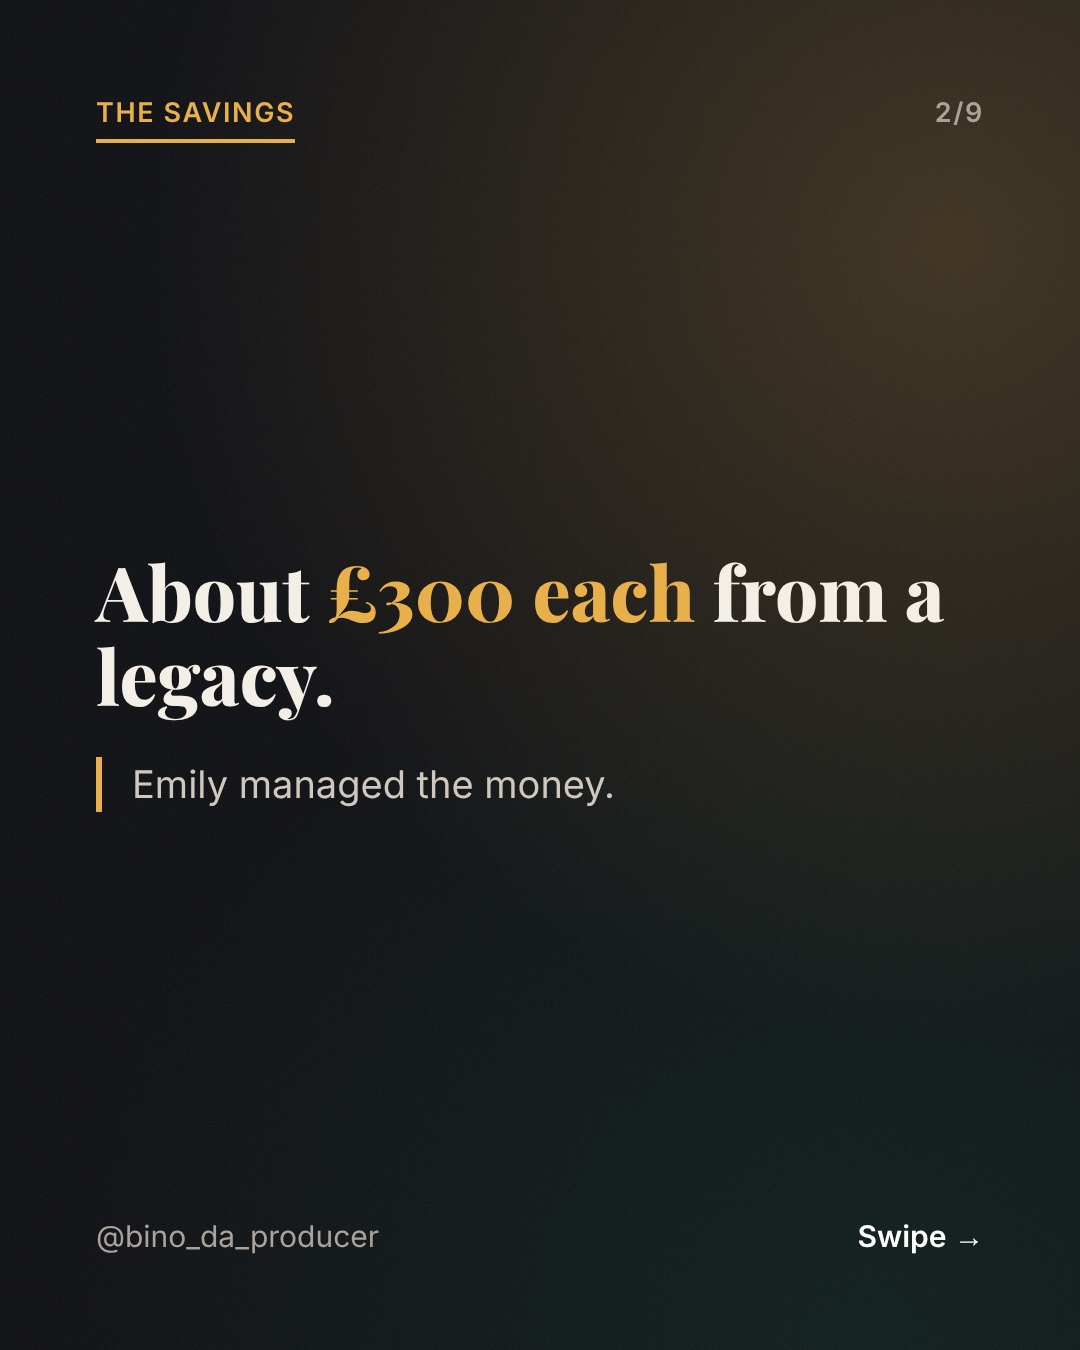 THE SAVINGS
2/9
About £300 each from a
legacy.
Emily managed the money.
@bino_da_producer
Swipe →